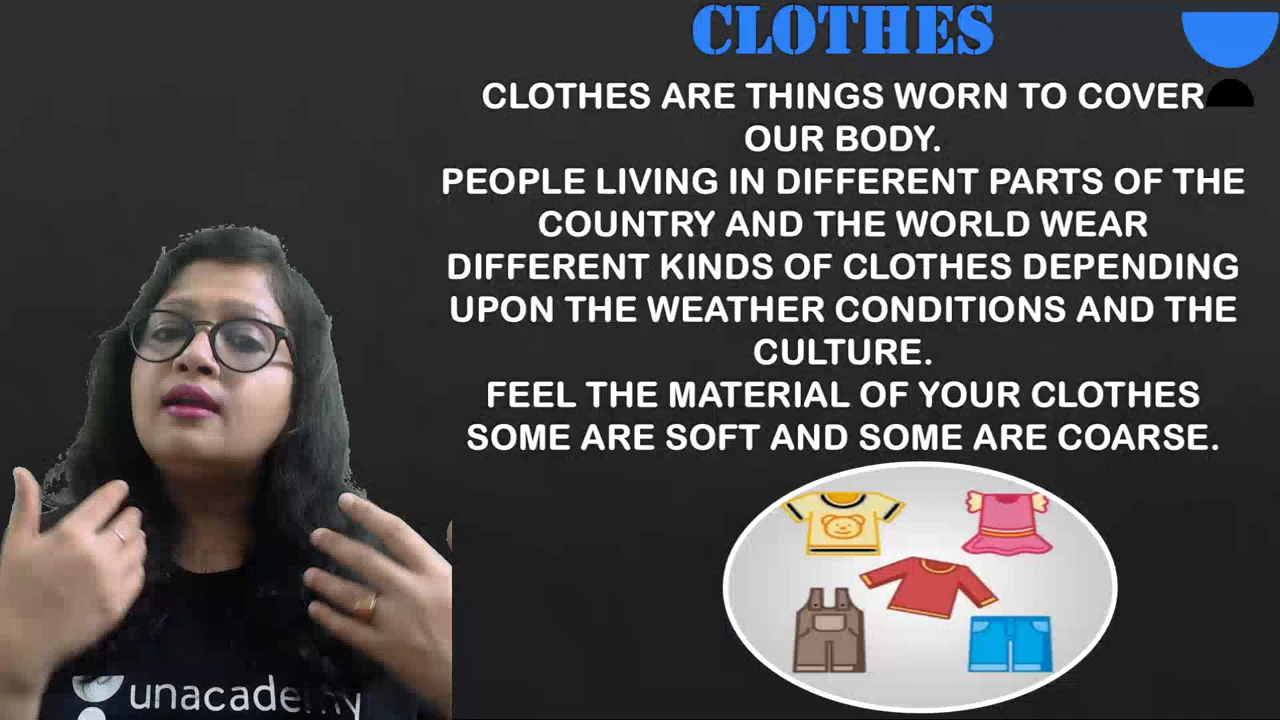 CLOTHES
CLOTHES ARE THINGS WORN TO COVER
OUR BODY.
PEOPLE LIVING IN DIFFERENT PARTS OF THE
COUNTRY AND THE WORLD WEAR
DIFFERENT KINDS OF CLOTHES DEPENDING
UPON THE WEATHER CONDITIONS AND THE
CULTURE.
FEEL THE MATERIAL OF YOUR CLOTHES
SOME ARE SOFT AND SOME ARE COARSE.
unacademy